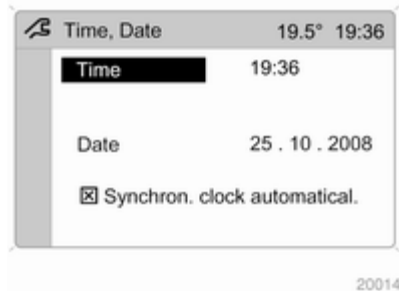 Time, Date 19.5° 19:36
Time 19:36
Date 25 . 10 . 2008
Synchron. clock automatical.
20014